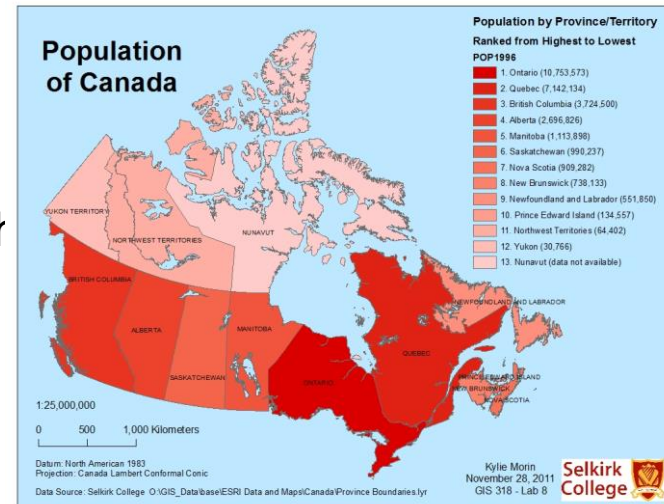 Population
of Canada
Population by Province/Territory
Ranked from Highest to Lowest
POP1996
1. Ontario (10,753,573)
2. Quebec (7,142,134)
3. British Columbia (3,724,500)
4. Alberta (2,696,826)
5. Manitoba (1,113,898)
6. Saskatchewan (990,237)
7. Nova Scotia (909,282)
8. New Brunswick (738,133)
9. Newfoundland and Labrador (551,850)
10. Prince Edward Island (134,557)
11. Northwest Territories (64,402)
12. Yukon (30,766)
13. Nunavut (data not available)
YUKON TERRITORY
NORTHWEST TERRITORIES
NUNAVUT
BRITISH COLUMBIA
ALBERTA
SASKATCHEWAN
MANITOBA
ONTARIO
QUEBEC
NEWFOUNDLAND AND LABRADOR
PRINCE EDWARD ISLAND
NEW BRUNSWICK
NOVA SCOTIA
1:25,000,000
0 500 1,000 Kilometers
Datum: North American 1983
Projection: Canada Lambert Conformal Conic
Data Source: Selkirk College O:\GIS_Data\base\ESRI Data and Maps\Canada\Province Boundaries.lyr
Kylie Morin
November 28, 2011
GIS 318 - Lab 8
Selkirk
College